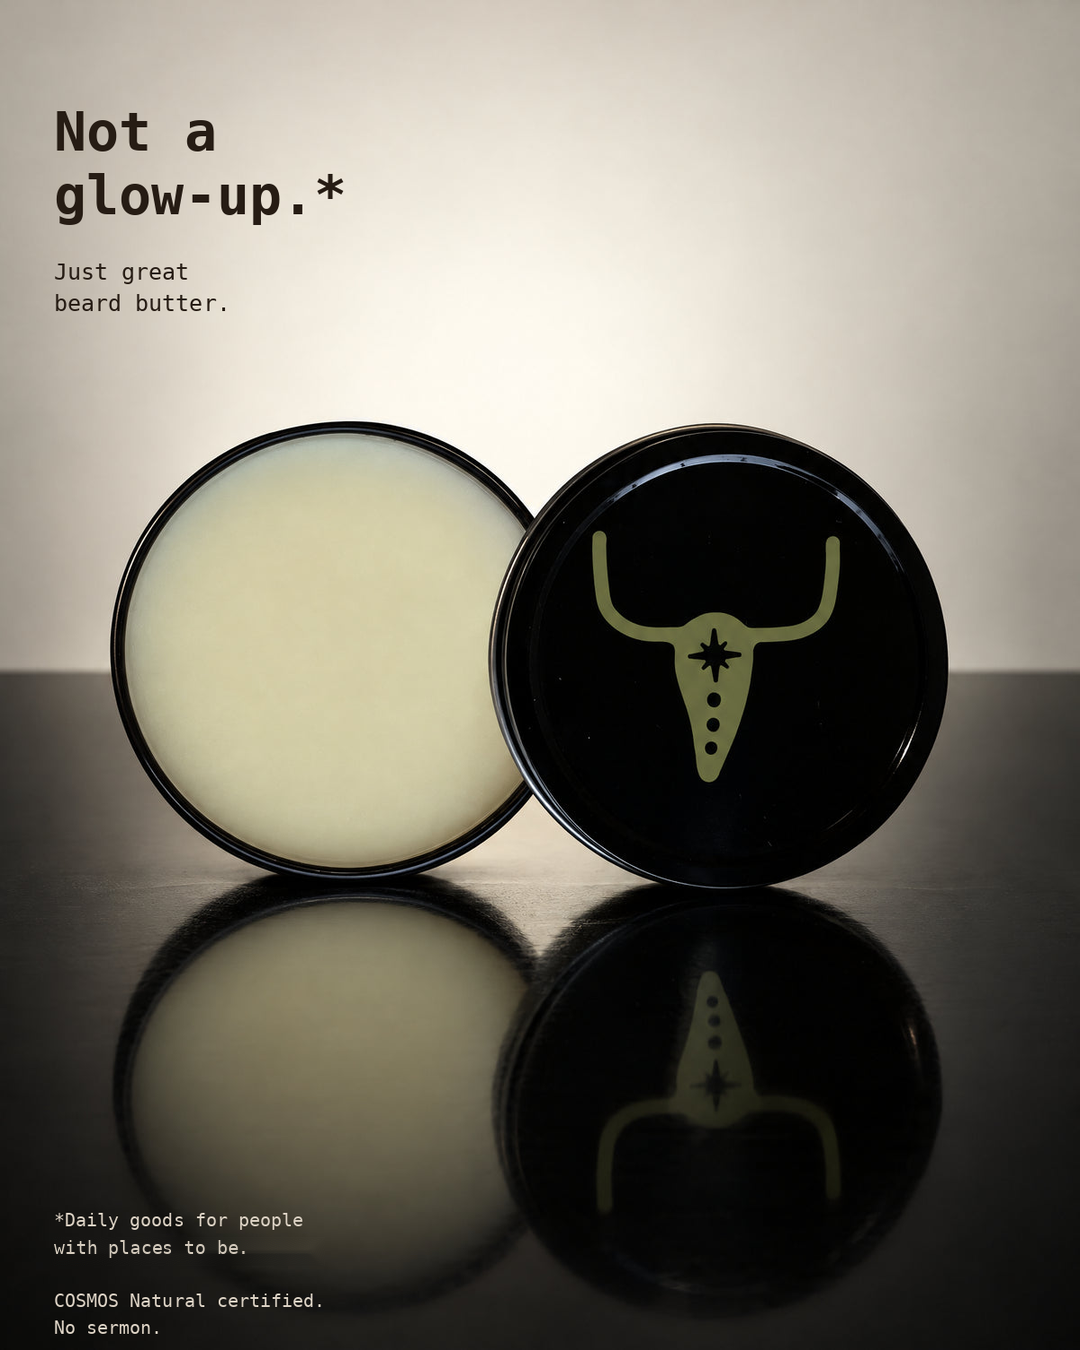 Not a
glow-up.*
Just great
beard butter.
*Daily goods for people
with places to be.
COSMOS Natural certified.
No sermon.